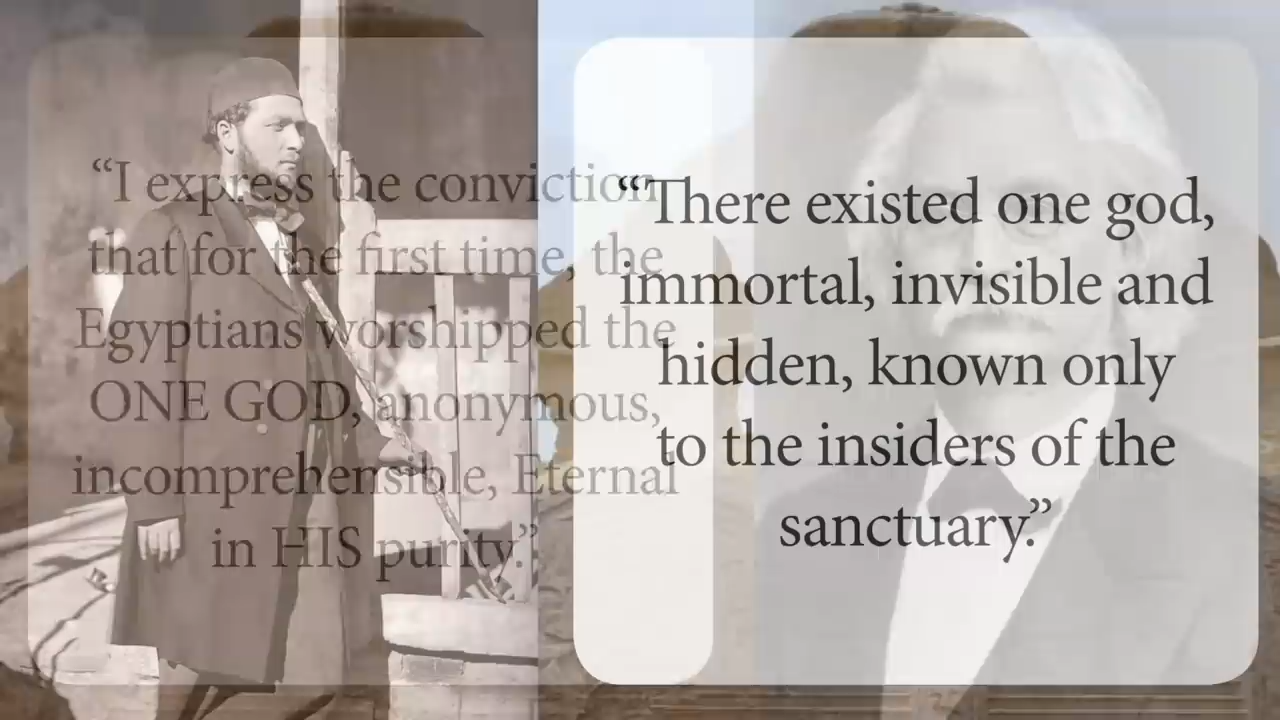 “I express the conviction
that for the first time, the
Egyptians worshipped the
ONE GOD, anonymous,
incomprehensible, Eternal
in HIS purity.”
“There existed one god,
immortal, invisible and
hidden, known only
to the insiders of the
sanctuary.”